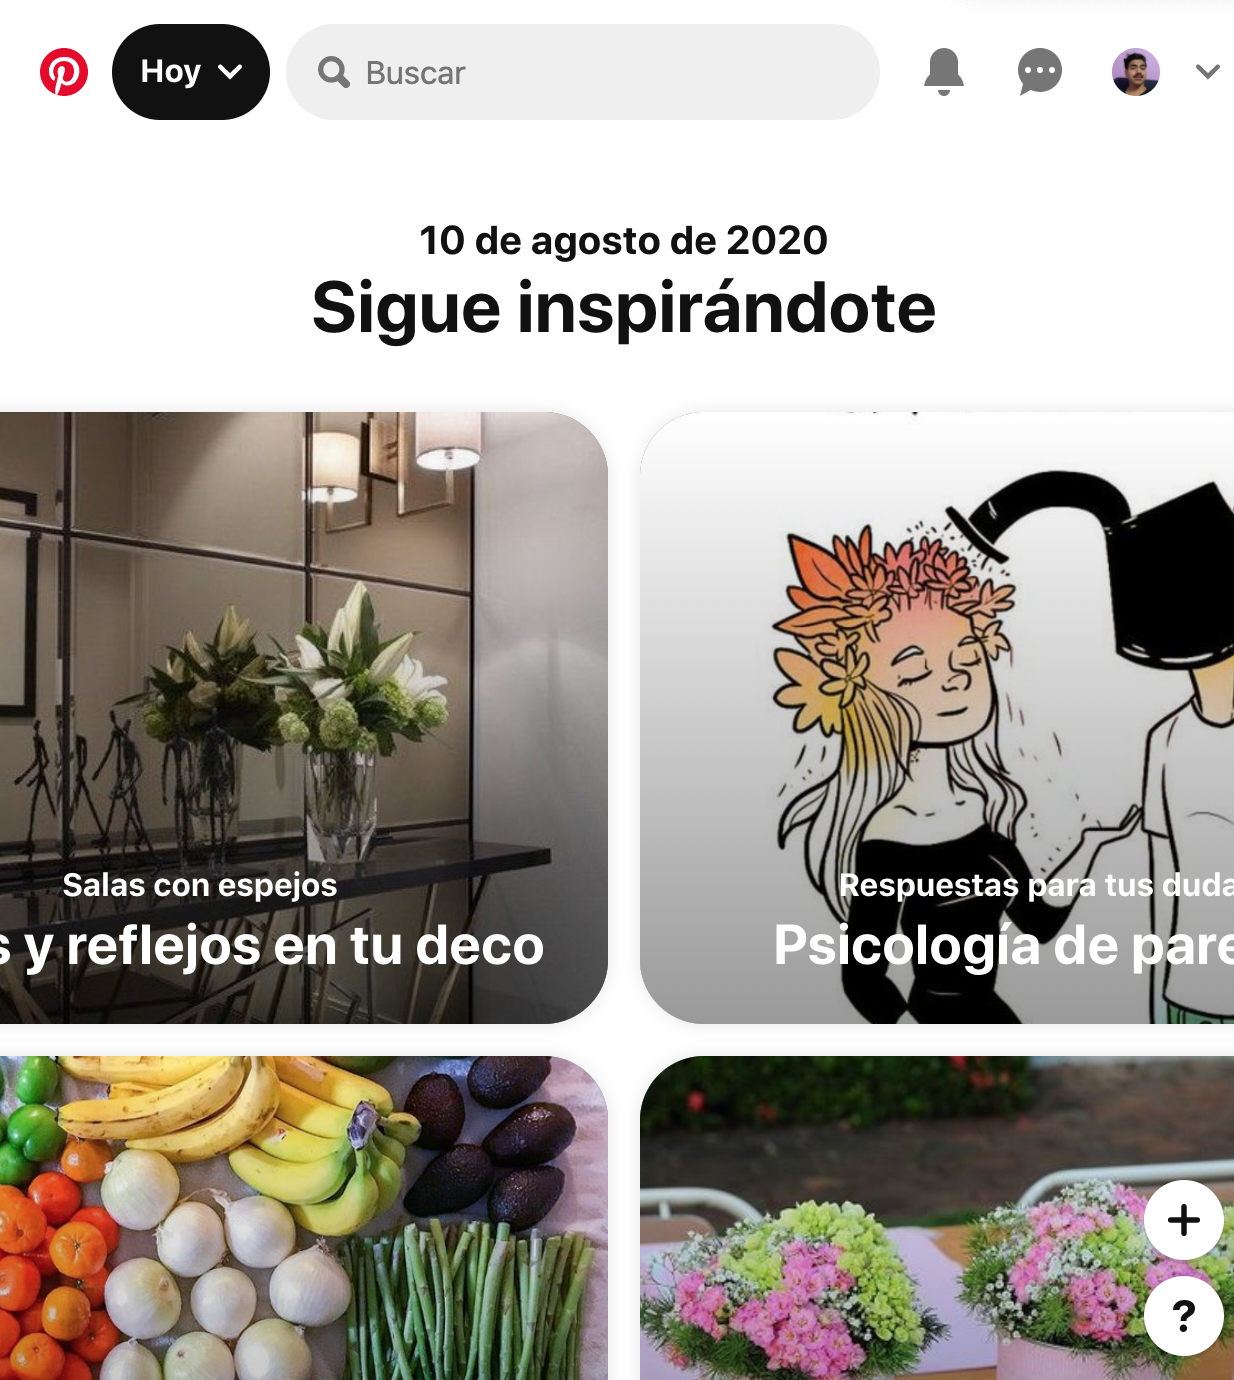 Hoy
Buscar
10 de agosto de 2020
Sigue inspirándote
Salas con espejos
s y reflejos en tu deco
Respuestas para tus duda
Psicología de pare
?